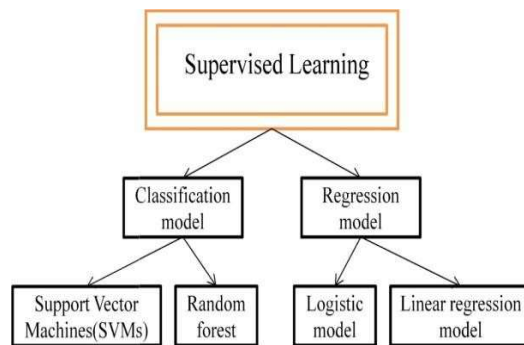 Supervised Learning
Classification
model
Regression
model
Support Vector
Machines(SVMs)
Random
forest
Logistic
model
Linear regression
model